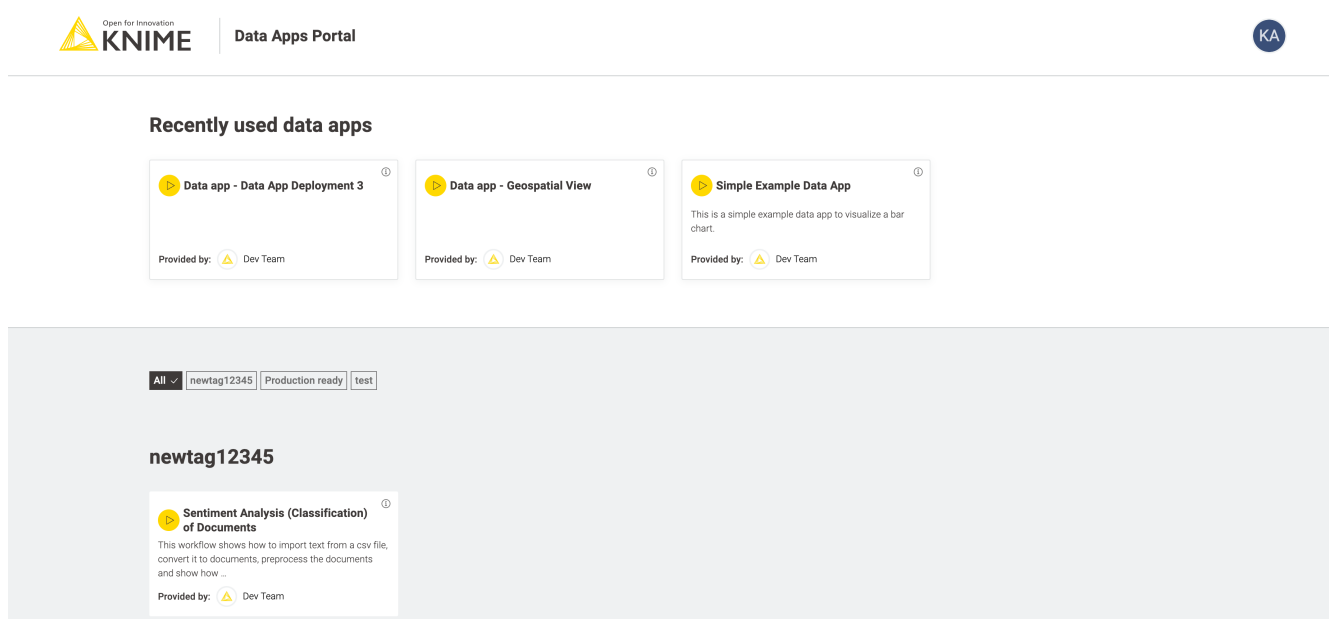 Open for Innovation
KNIME
Data Apps Portal
KA
Recently used data apps
Data app - Data App Deployment 3
Provided by: Dev Team
Data app - Geospatial View
Provided by: Dev Team
Simple Example Data App
This is a simple example data app to visualize a bar
chart.
Provided by: Dev Team
All newtag12345 Production ready test
newtag12345
Sentiment Analysis (Classification)
of Documents
This workflow shows how to import text from a csv file,
convert it to documents, preprocess the documents
and show how ...
Provided by: Dev Team